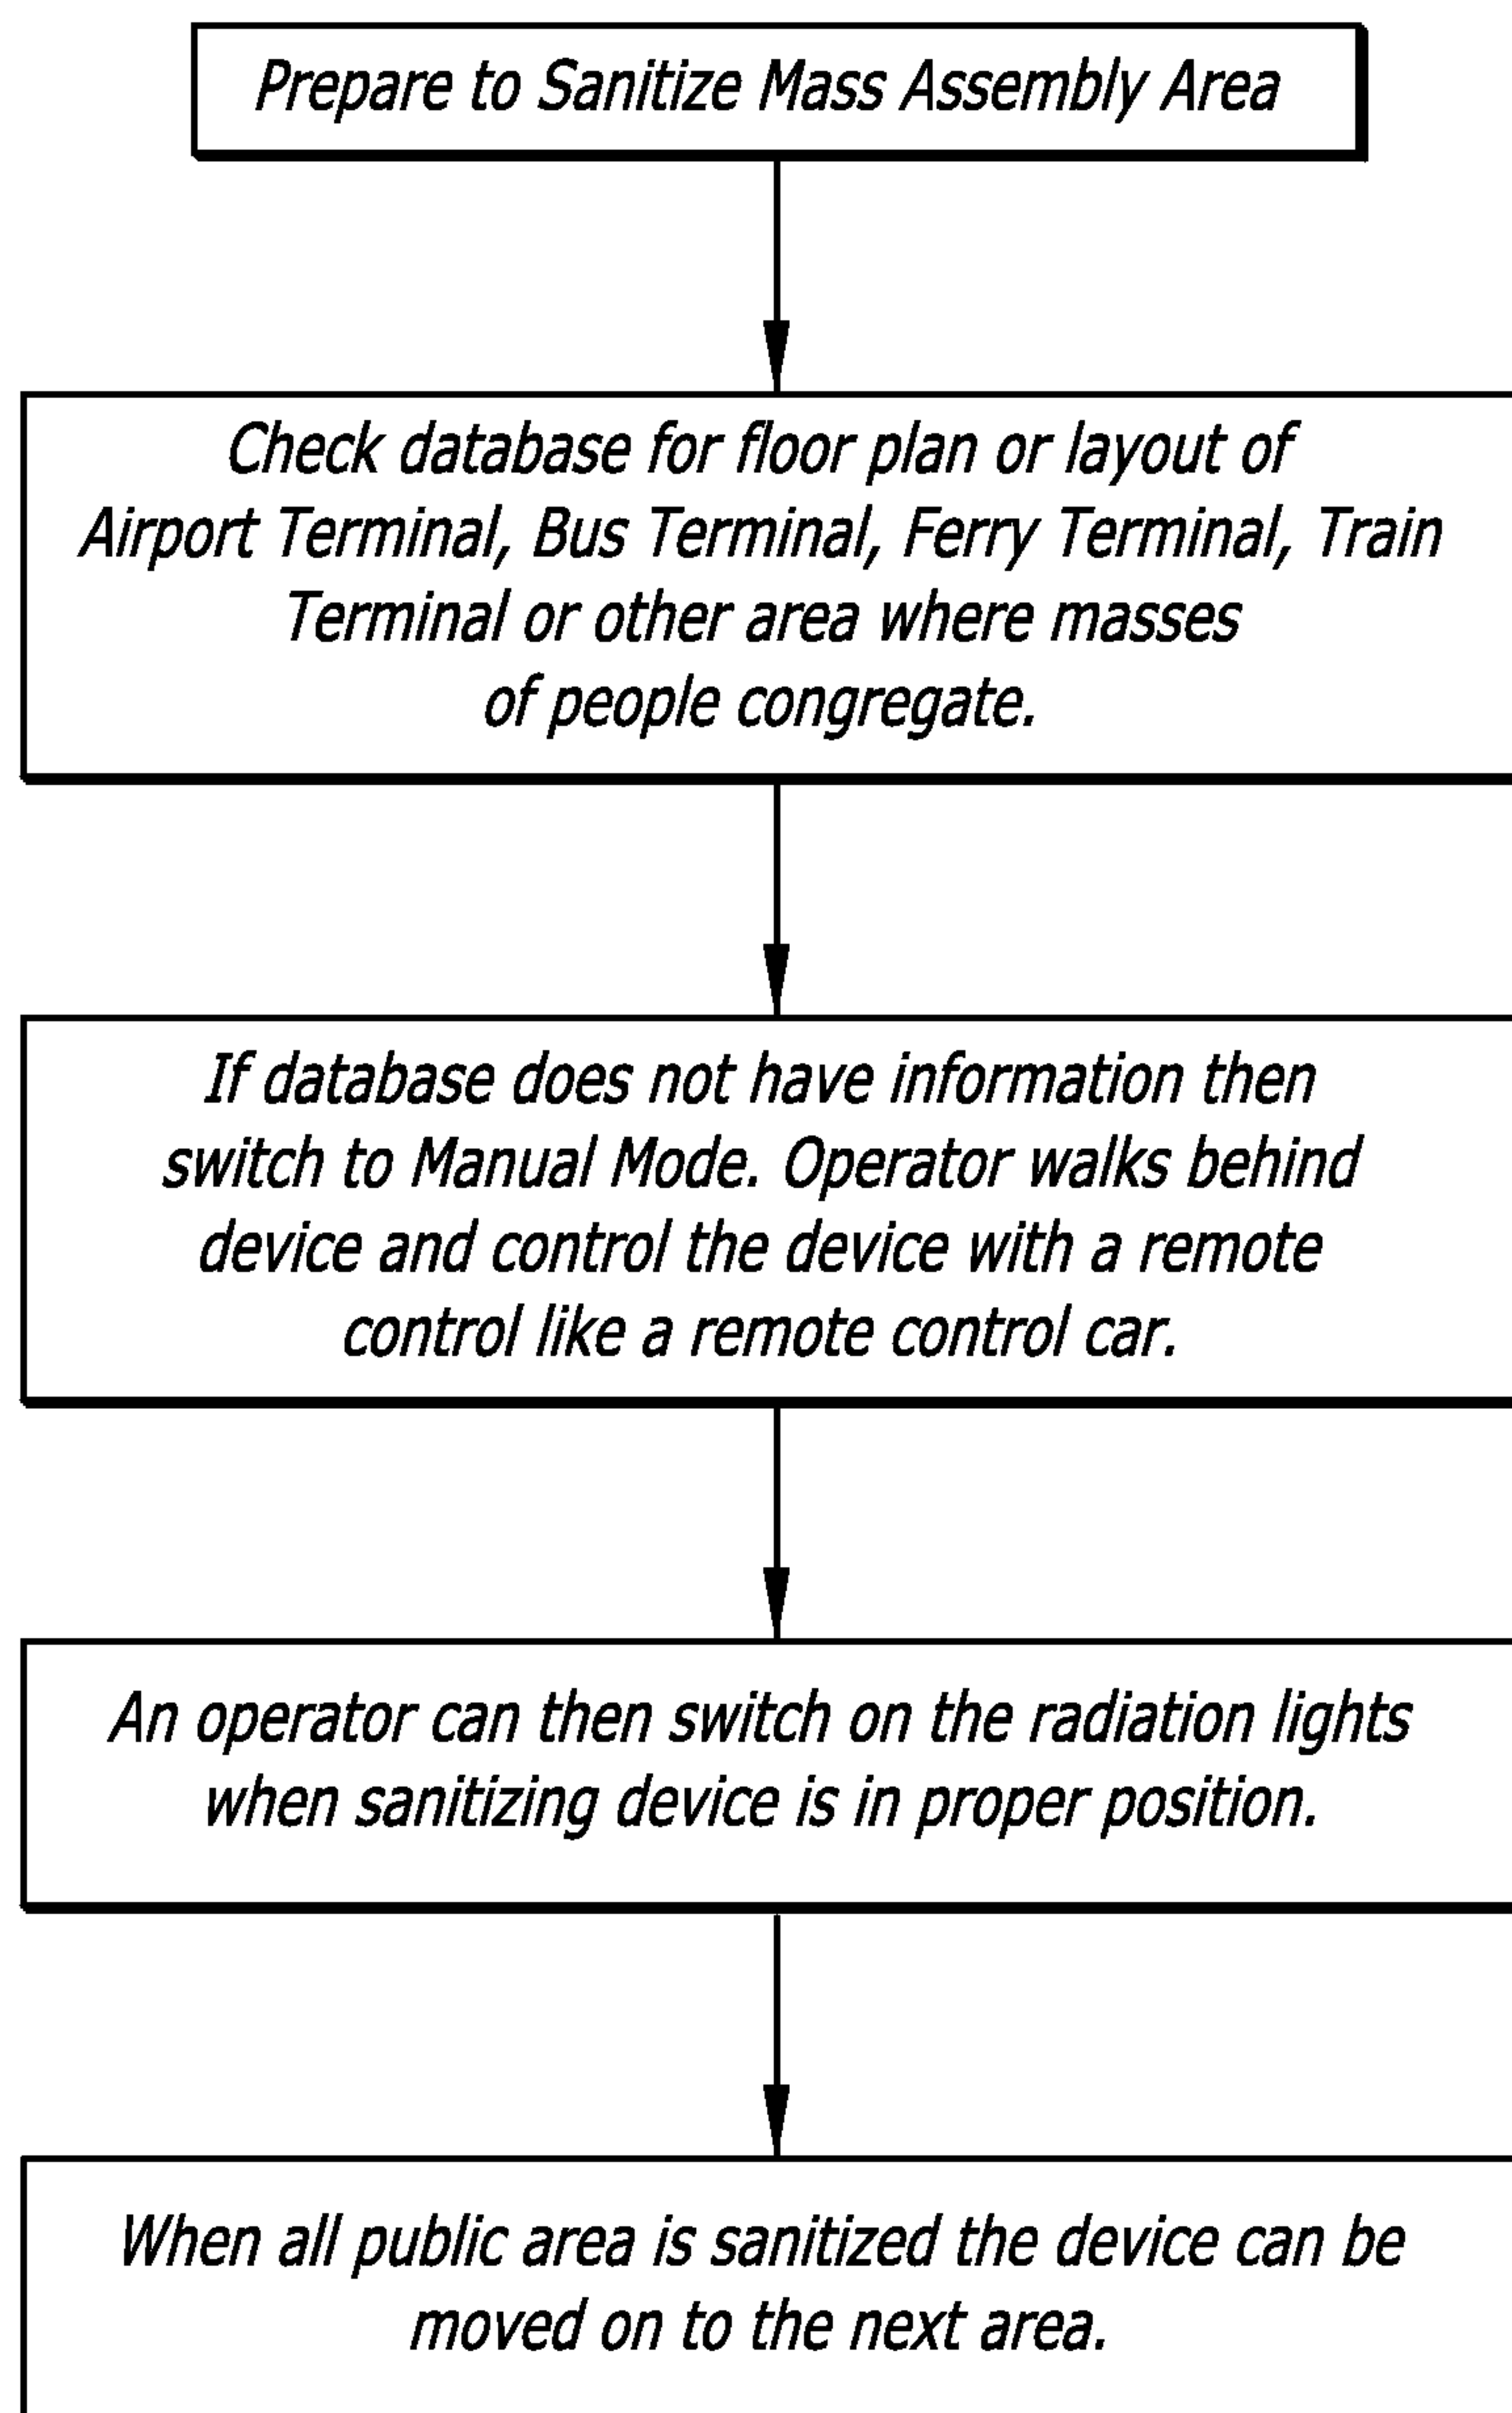 Prepare to Sanitize Mass Assembly Area
Check database for floor plan or layout of
Airport Terminal, Bus Terminal, Ferry Terminal, Train
Terminal or other area where masses
of people congregate.
If database does not have information then
switch to Manual Mode. Operator walks behind
device and control the device with a remote
control like a remote control car.
An operator can then switch on the radiation lights
when sanitizing device is in proper position.
When all public area is sanitized the device can be
moved on to the next area.